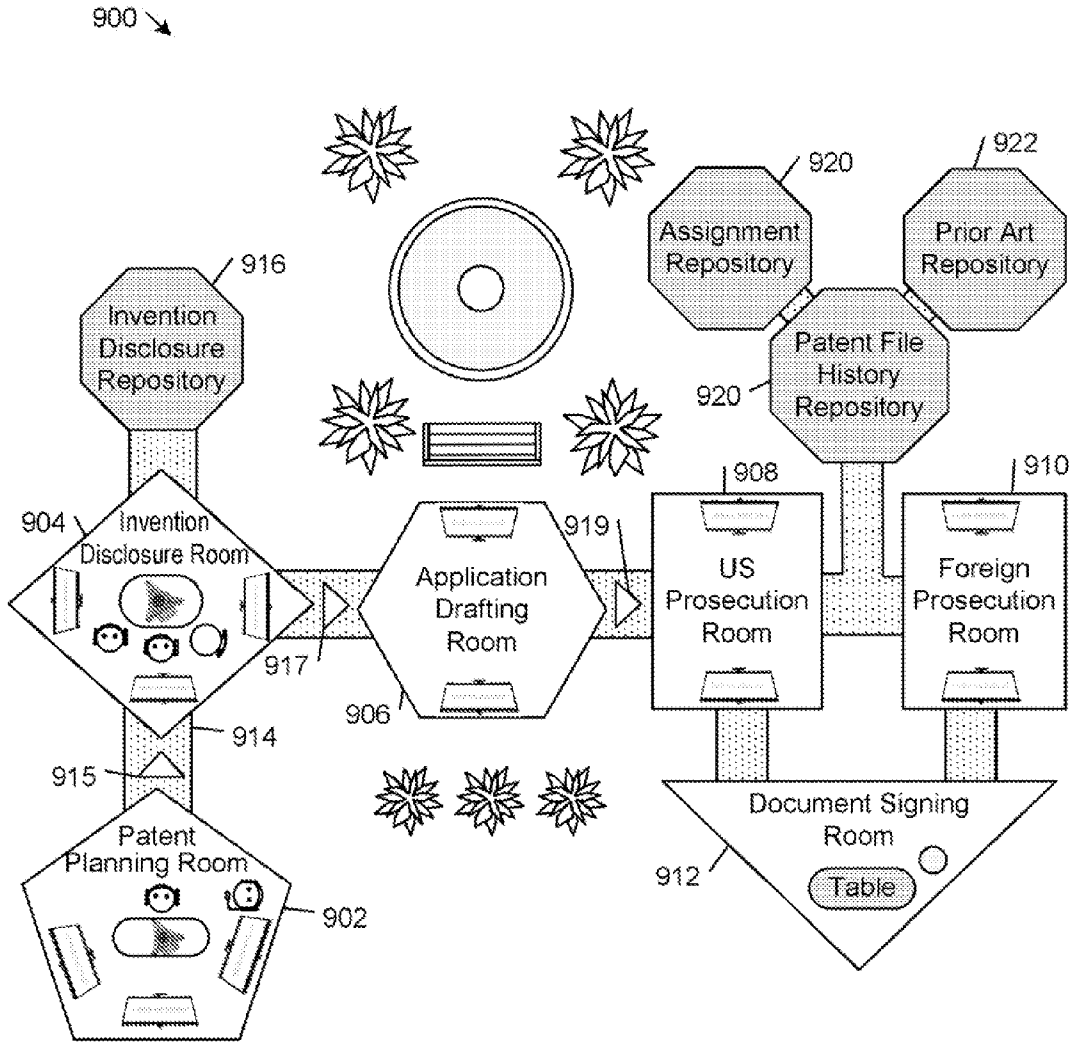 900
920
922
Assignment
Repository
Prior Art
Repository
916
Invention
Disclosure
Repository
Patent File
History
Repository
920
908
910
904
Invention
Disclosure Room
919
Application
Drafting
Room
US
Prosecution
Room
Foreign
Prosecution
Room
917
906
914
915
Document Signing
Room
912
Table
Patent
Planning Room
902